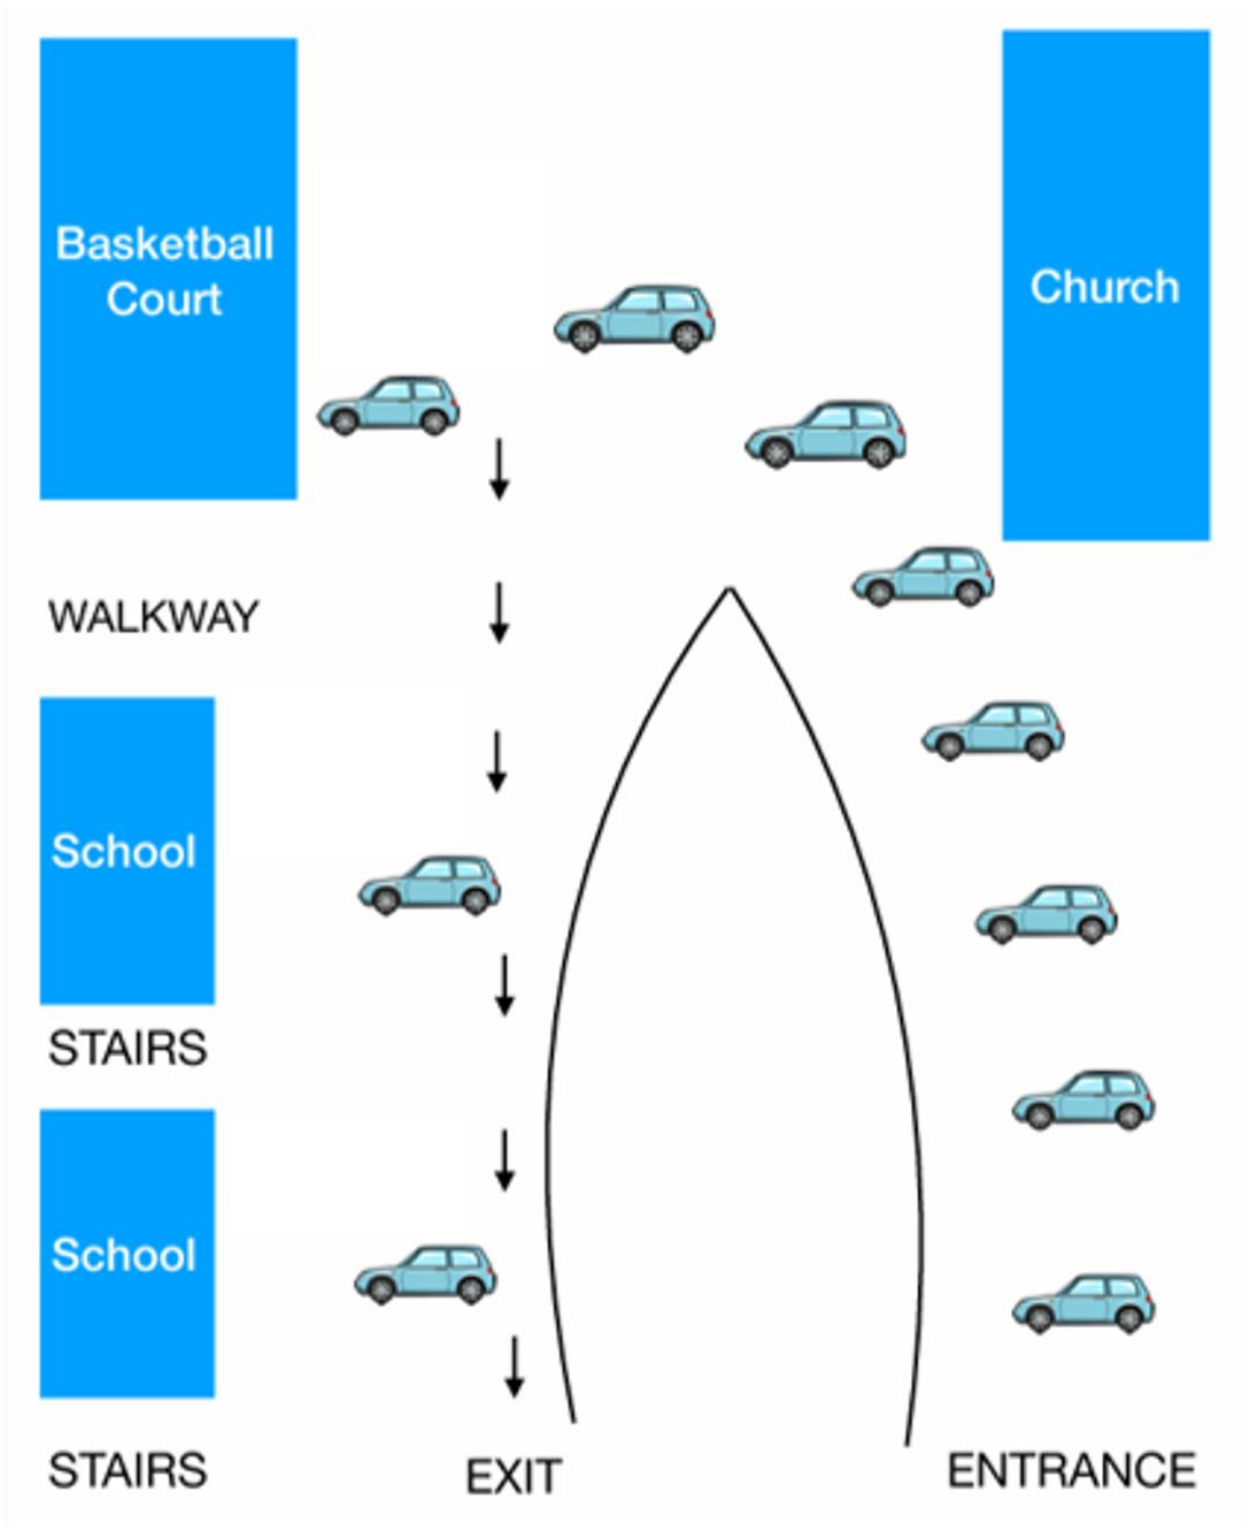 Basketball
Court
Church
WALKWAY
School
STAIRS
School
STAIRS
EXIT
ENTRANCE